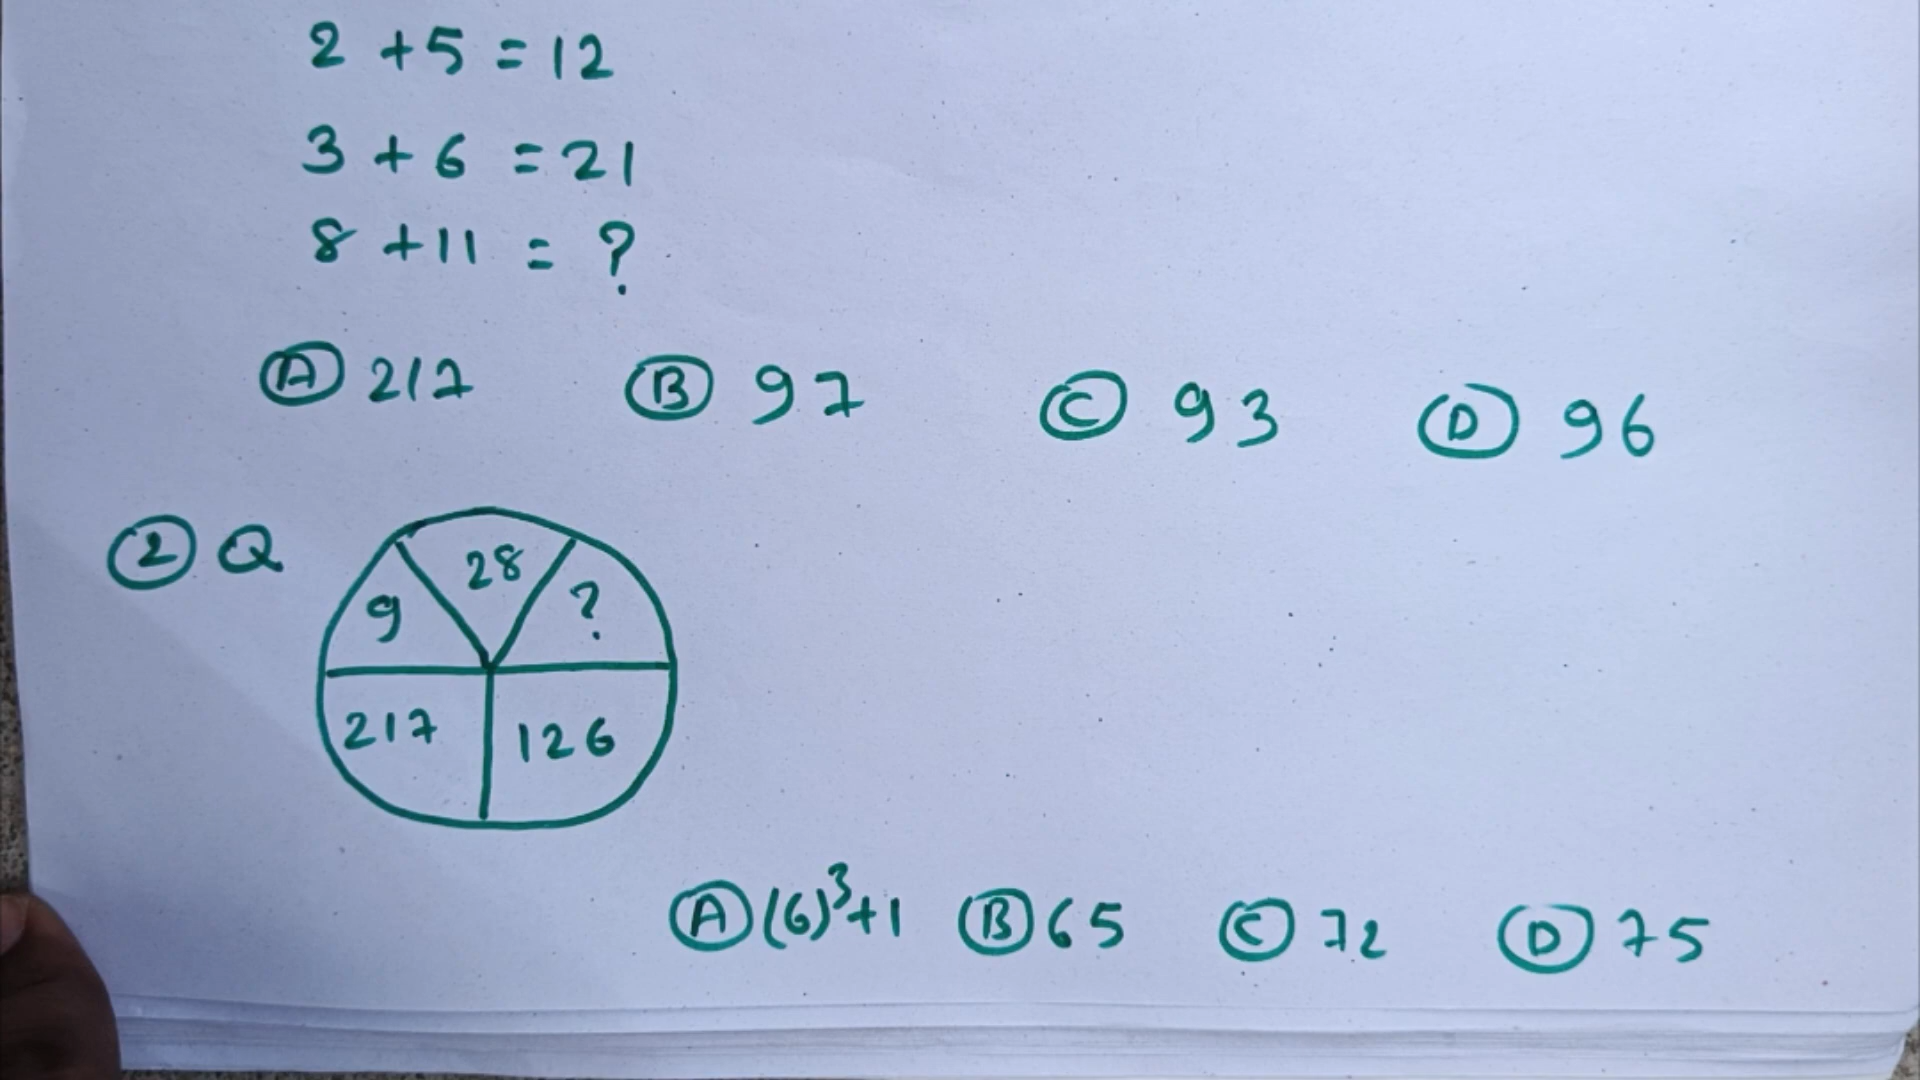 2 + 5 = 12
3 + 6 = 21
8 + 11 = ?
A 217 B 97 C 93 D 96
2 Q
28
9 ?
217 126
A (6)³+1 B 65 C 72 D 75